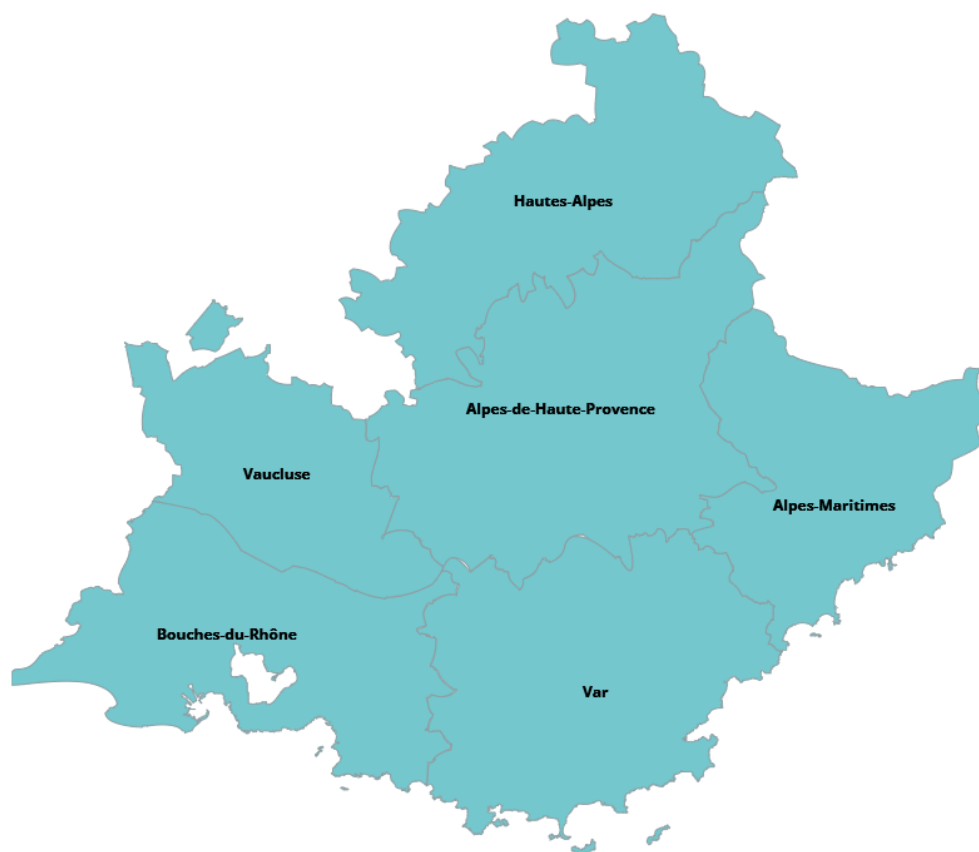 Hautes-Alpes
Alpes-de-Haute-Provence
Vaucluse
Alpes-Maritimes
Bouches-du-Rhône
Var